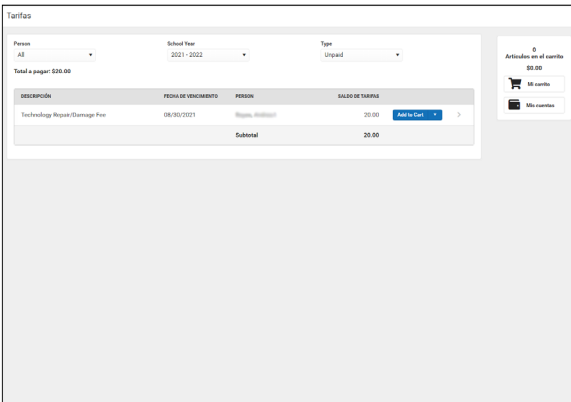 Tarifas
Person School Year Type
All 2021 - 2022 Unpaid
Total a pagar: $20.00
DESCRIPCIÓN FECHA DE VENCIMIENTO PERSON SALDO DE TARIFAS
Technology Repair/Damage Fee 08/30/2021 20.00 Add to Cart
Subtotal 20.00
0
Artículos en el carrito
$0.00
Mi carrito
Mis cuentas